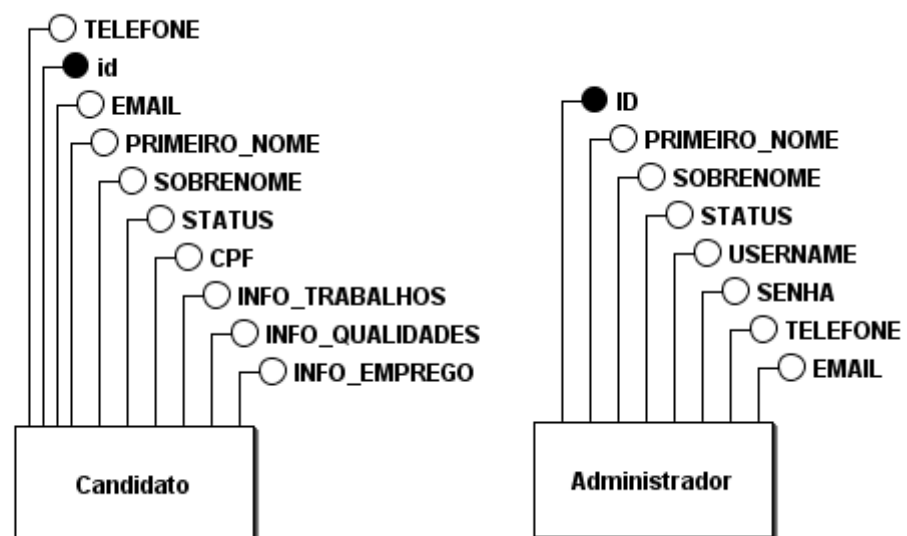 TELEFONE
id
EMAIL
PRIMEIRO_NOME
SOBRENOME
STATUS
CPF
INFO_TRABALHOS
INFO_QUALIDADES
INFO_EMPREGO
Candidato
ID
PRIMEIRO_NOME
SOBRENOME
STATUS
USERNAME
SENHA
TELEFONE
EMAIL
Administrador